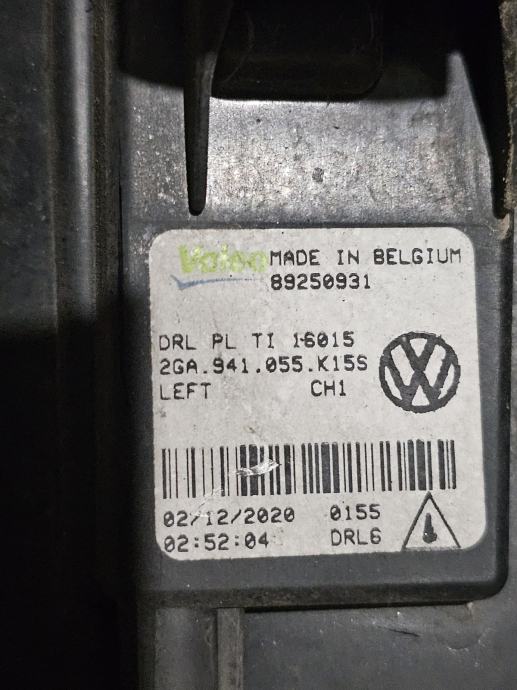 Valeo MADE IN BELGIUM
89250931
DRL PL TI 16015
2GA.941.055.K15S
LEFT CH1
02/12/2020 0155
02:52:04 DRL6